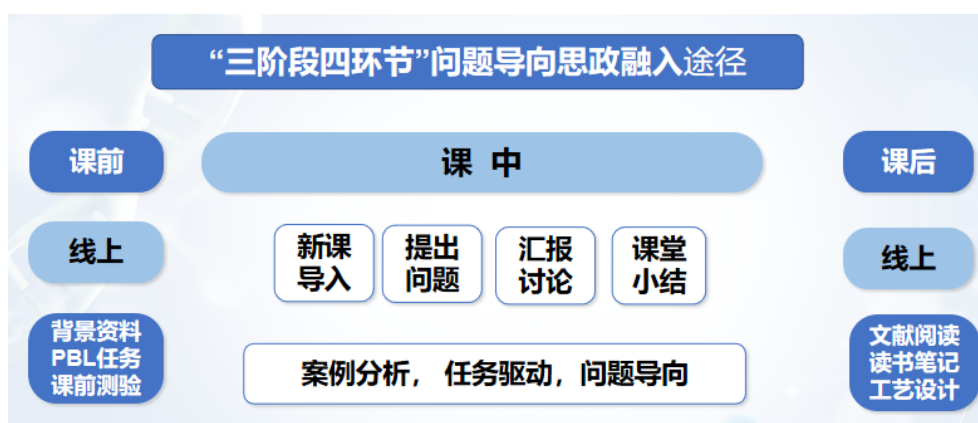 “三阶段四环节”问题导向思政融入途径
课前
课 中
课后
线上
新课
导入
提出
问题
汇报
讨论
课堂
小结
线上
背景资料
PBL任务
课前测验
案例分析， 任务驱动，问题导向
文献阅读
读书笔记
工艺设计